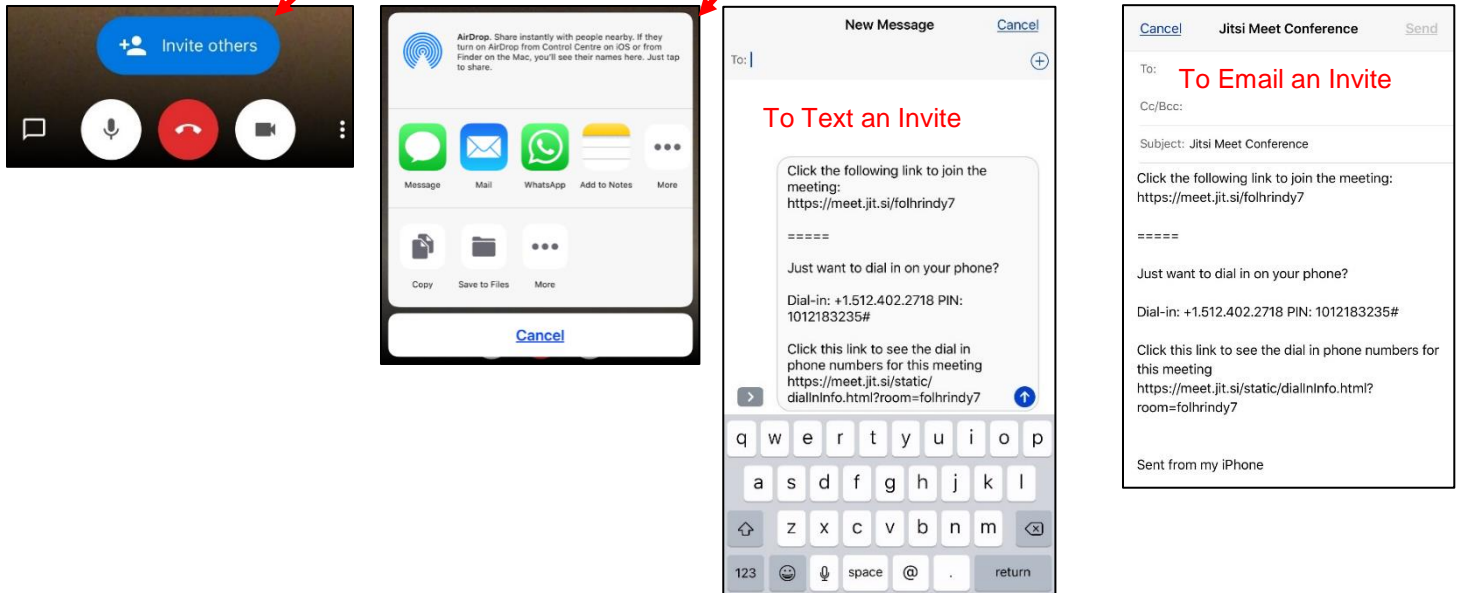 Invite others
AirDrop. Share instantly with people nearby. If they
turn on AirDrop from Control Centre on iOS or from
Finder on the Mac, you'll see their names here. Just tap
to share.
Message Mail WhatsApp Add to Notes More
Copy Save to Files More
Cancel
New Message Cancel
To:
To Text an Invite
Click the following link to join the
meeting:
https://meet.jit.si/folhrindy7
=====
Just want to dial in on your phone?
Dial-in: +1.512.402.2718 PIN:
1012183235#
Click this link to see the dial in
phone numbers for this meeting
https://meet.jit.si/static/
dialInInfo.html?room=folhrindy7
q w e r t y u i o p
a s d f g h j k l
z x c v b n m
123 space @ . return
Cancel Jitsi Meet Conference Send
To:
To Email an Invite
Cc/Bcc:
Subject: Jitsi Meet Conference
Click the following link to join the meeting:
https://meet.jit.si/folhrindy7
=====
Just want to dial in on your phone?
Dial-in: +1.512.402.2718 PIN: 1012183235#
Click this link to see the dial in phone numbers for
this meeting
https://meet.jit.si/static/dialInInfo.html?
room=folhrindy7
Sent from my iPhone